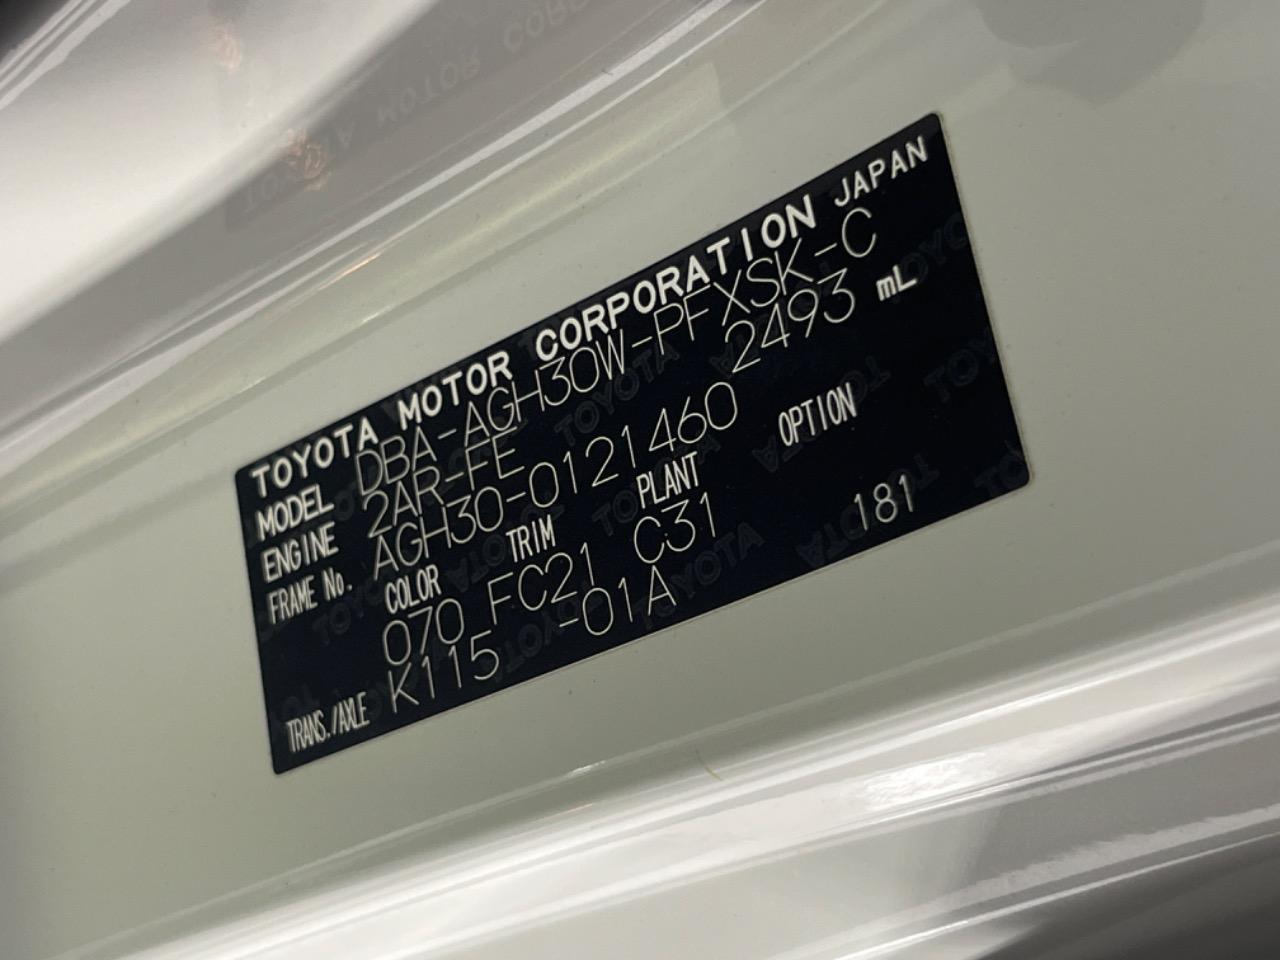 TOYOTA MOTOR CORPORATION JAPAN
MODEL DBA-AGH30W-PFXSK-C
ENGINE 2AR-FE 2493 mL
FRAME No. AGH30-0121460
COLOR TRIM PLANT OPTION
070 FC21 C31 181
TRANS./AXLE K115 -01A